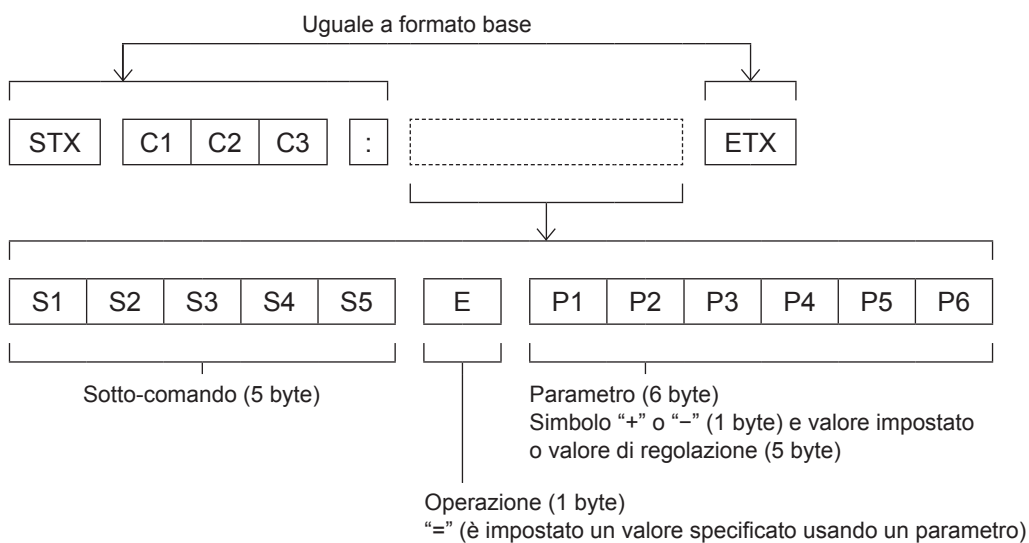 Uguale a formato base
STX C1 C2 C3 : ETX
S1 S2 S3 S4 S5 E P1 P2 P3 P4 P5 P6
Sotto-comando (5 byte)
Parametro (6 byte)
Simbolo “+” o “−” (1 byte) e valore impostato
o valore di regolazione (5 byte)
Operazione (1 byte)
“=” (è impostato un valore specificato usando un parametro)